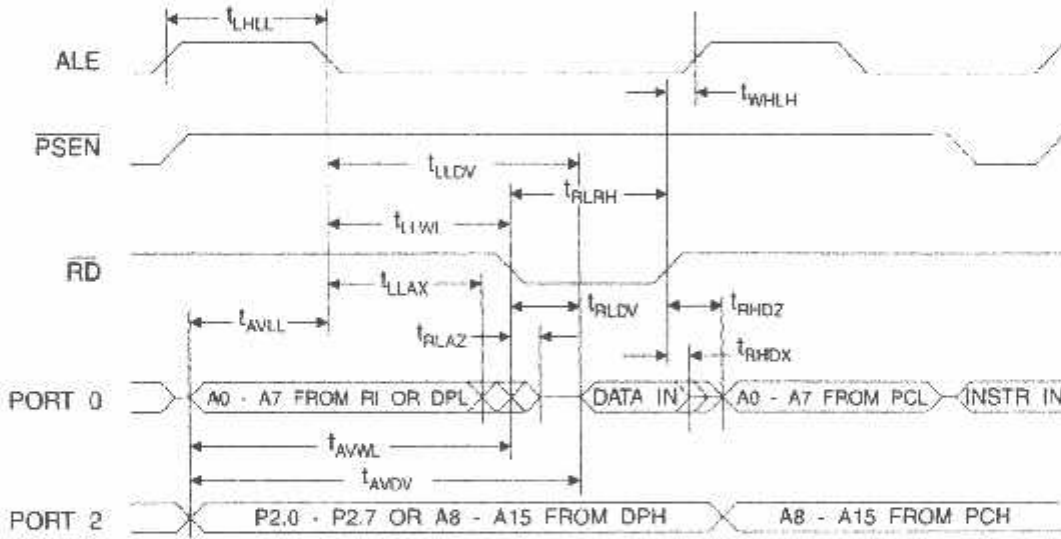 tLHLL
ALE
tWHLH
PSEN
tLLDV
tRLRH
tLLWL
RD
tLLAX
tRLDV
tRHDZ
tAVLL
tRLAZ
tRHDX
PORT 0
A0 - A7 FROM RI OR DPL
DATA IN
A0 - A7 FROM PCL
INSTR IN
tAVWL
tAVDV
PORT 2
P2.0 - P2.7 OR A8 - A15 FROM DPH
A8 - A15 FROM PCH